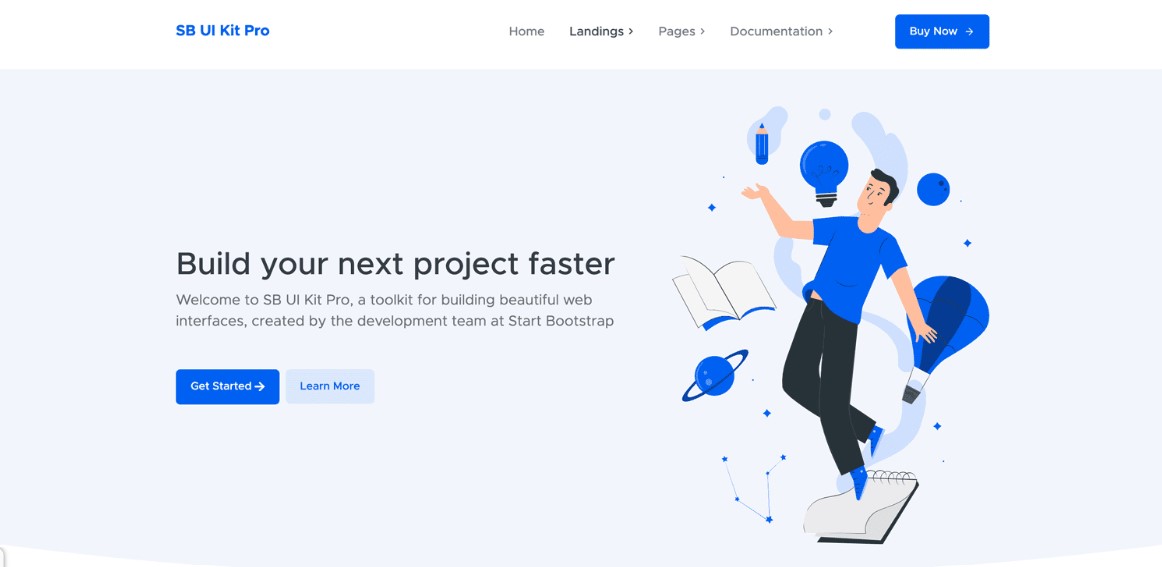 SB UI Kit Pro
Home Landings Pages Documentation Buy Now
Build your next project faster
Welcome to SB UI Kit Pro, a toolkit for building beautiful web
interfaces, created by the development team at Start Bootstrap
Get Started Learn More